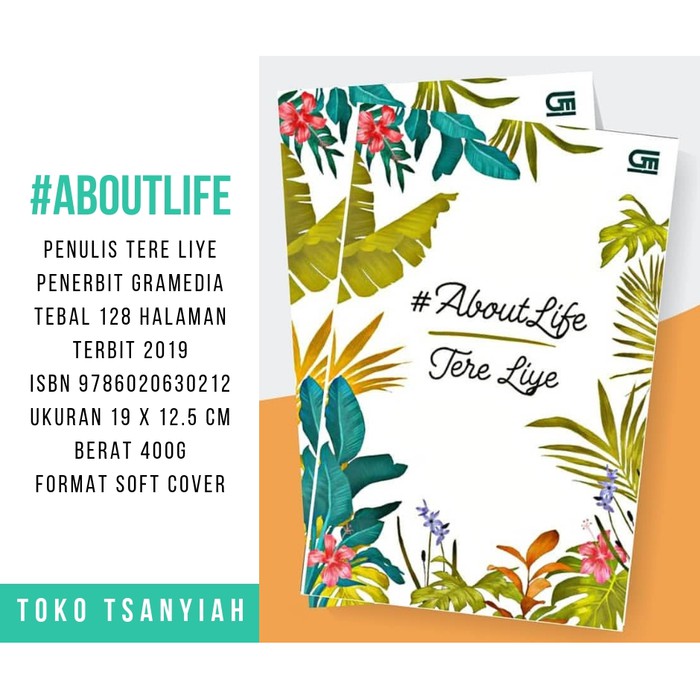 #ABOUTLIFE
PENULIS TERE LIYE
PENERBIT GRAMEDIA
TEBAL 128 HALAMAN
TERBIT 2019
ISBN 9786020630212
UKURAN 19 X 12.5 CM
BERAT 400G
FORMAT SOFT COVER
TOKO TSANYIAH
#AboutLife
Tere Liye